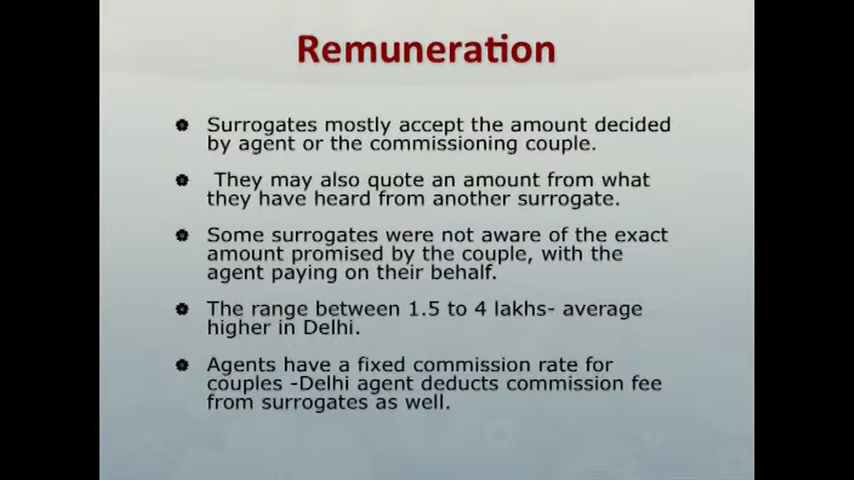 Remuneration
Surrogates mostly accept the amount decided
by agent or the commissioning couple.
They may also quote an amount from what
they have heard from another surrogate.
Some surrogates were not aware of the exact
amount promised by the couple, with the
agent paying on their behalf.
The range between 1.5 to 4 lakhs- average
higher in Delhi.
Agents have a fixed commission rate for
couples -Delhi agent deducts commission fee
from surrogates as well.